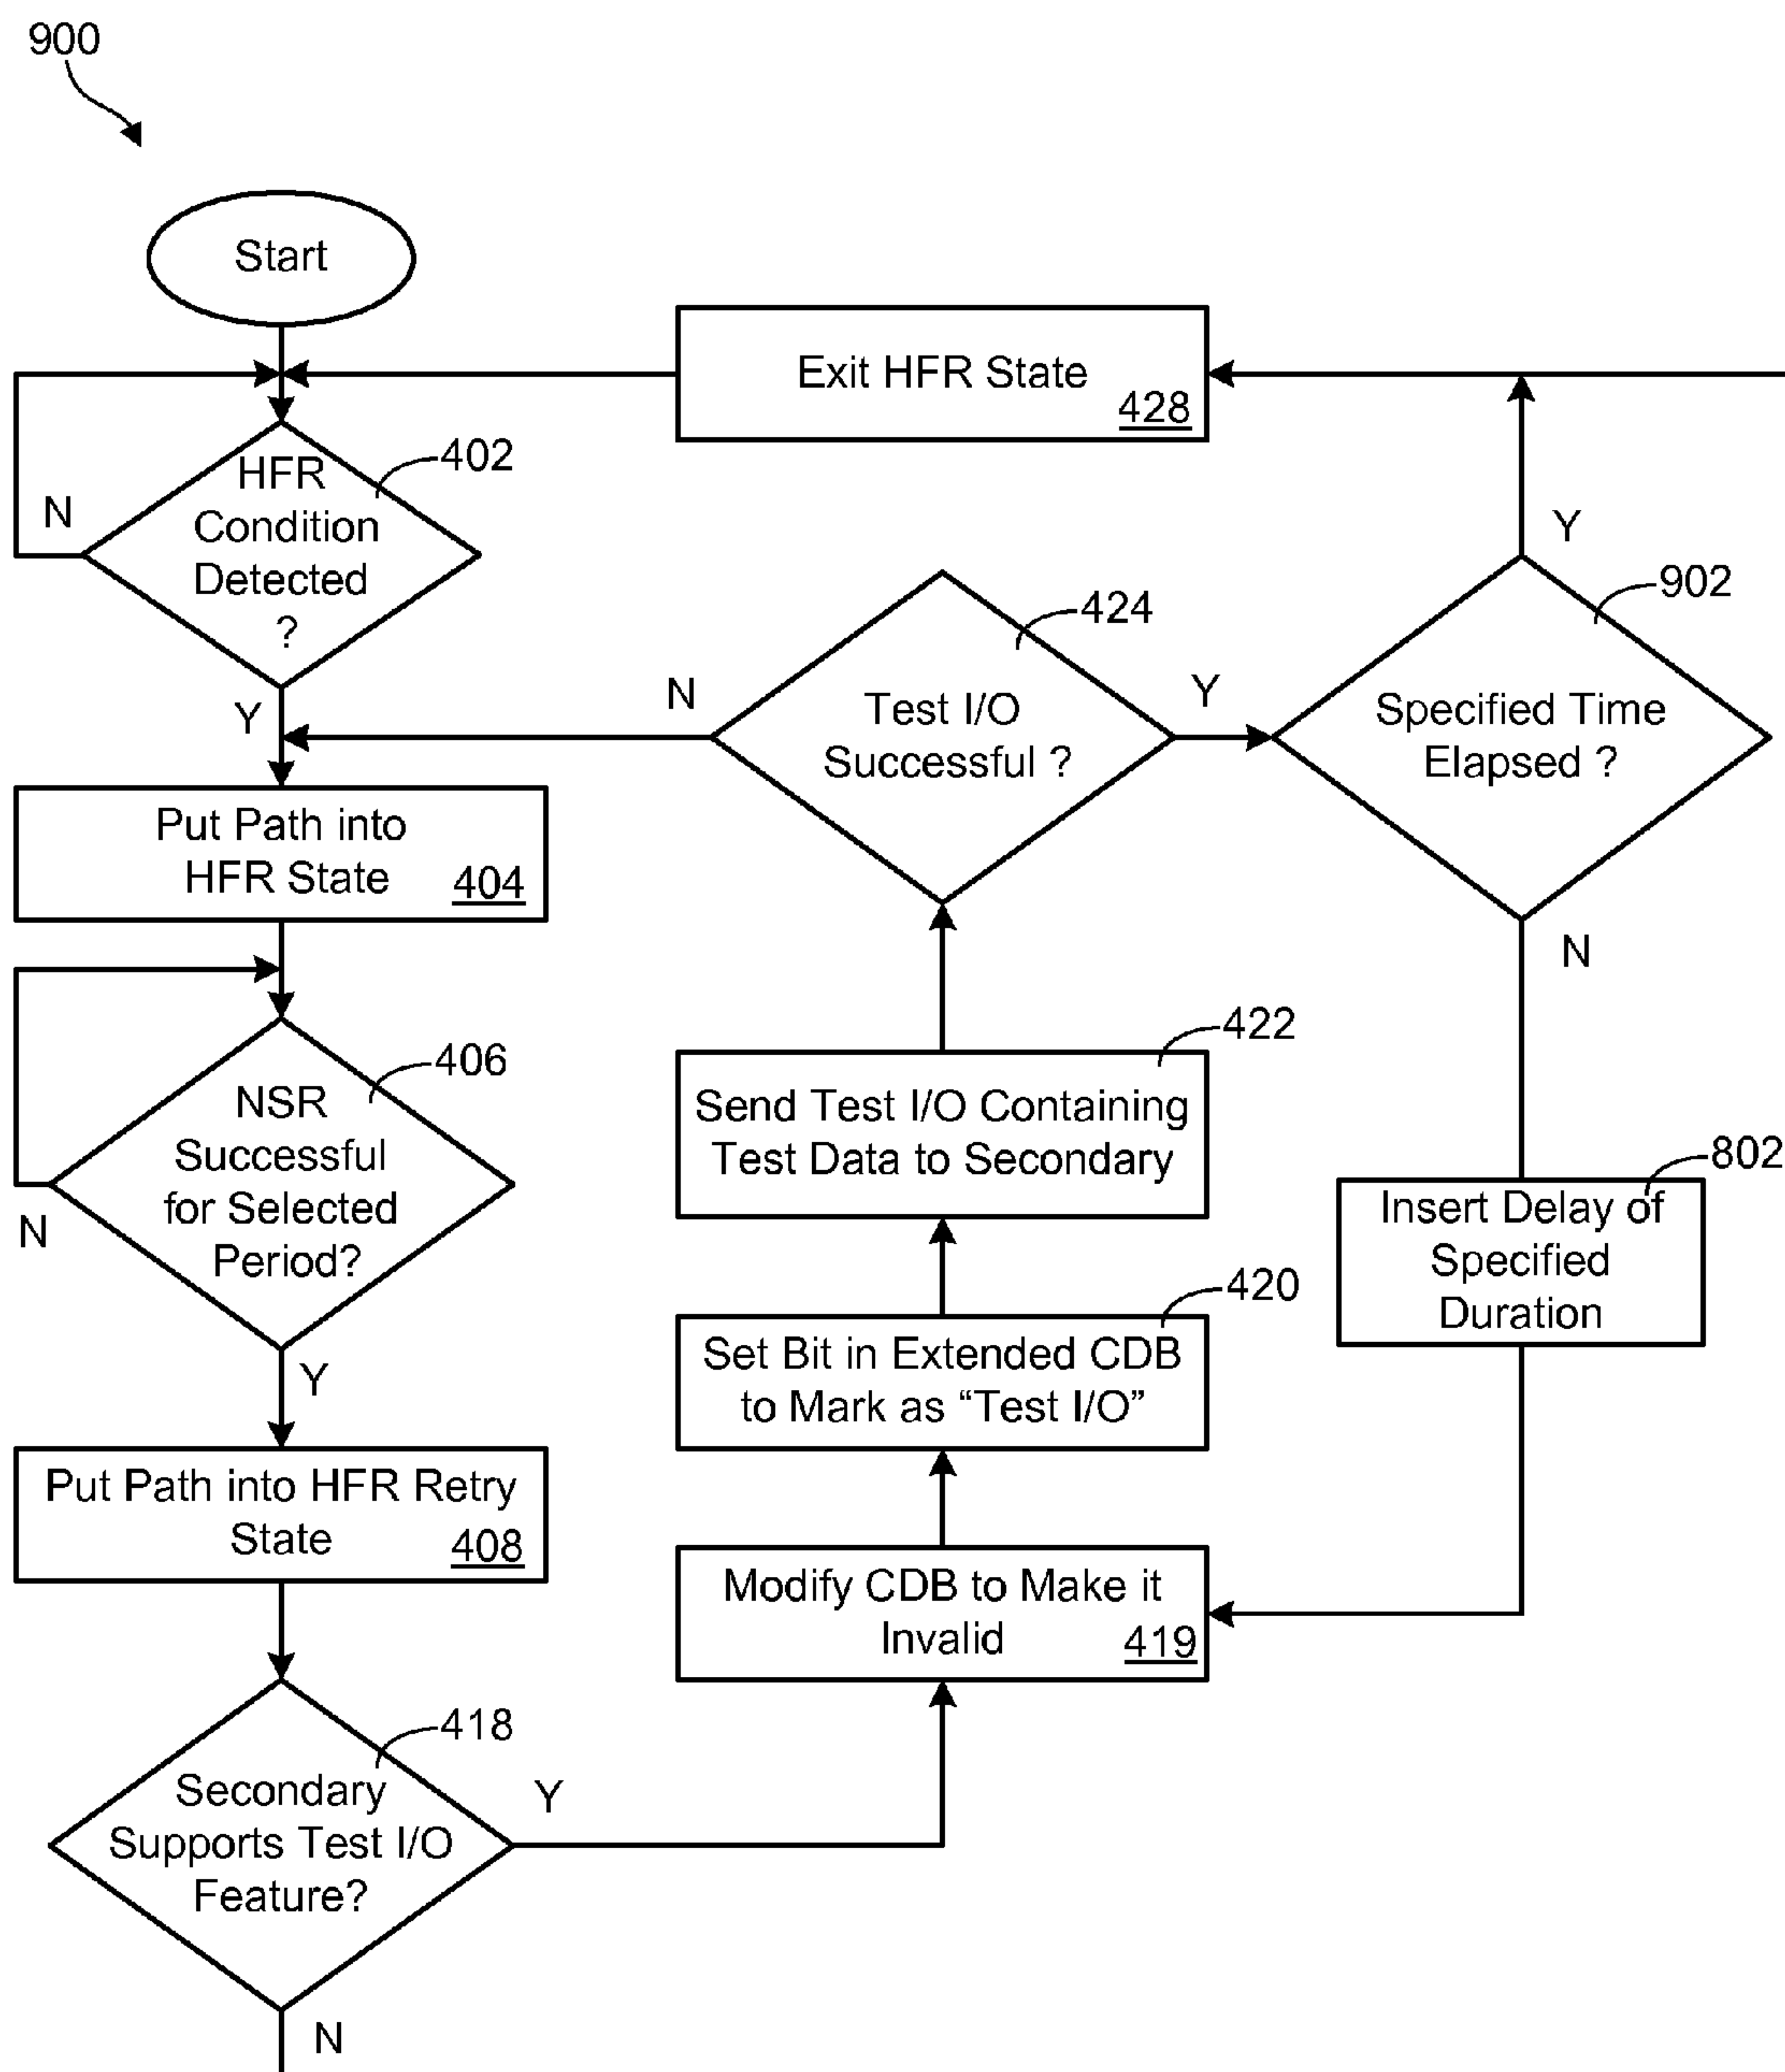 900
Start
Exit HFR State
428
HFR
Condition
Detected
?
402
N
Y
Put Path into
HFR State
404
NSR
Successful
for Selected
Period?
406
N
Y
Put Path into HFR Retry
State
408
Secondary
Supports Test I/O
Feature?
418
Y
N
Modify CDB to Make it
Invalid
419
Set Bit in Extended CDB
to Mark as “Test I/O”
420
Send Test I/O Containing
Test Data to Secondary
422
Test I/O
Successful ?
424
N
Y
Specified Time
Elapsed ?
902
Y
N
Insert Delay of
Specified
Duration
802